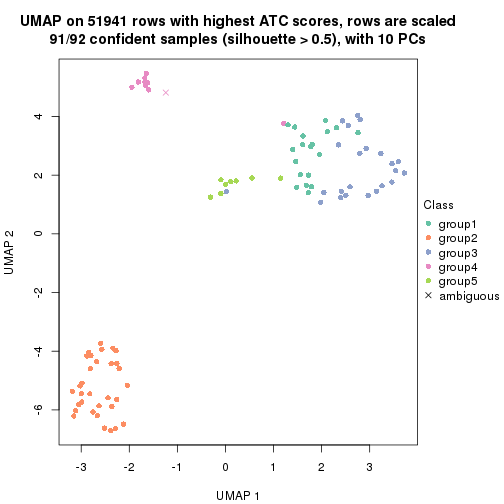 UMAP on 51941 rows with highest ATC scores, rows are scaled
91/92 confident samples (silhouette > 0.5), with 10 PCs
4
2
0
-2
-4
-6
UMAP 2
-3
-2
-1
0
1
2
3
UMAP 1
Class
group1
group2
group3
group4
group5
ambiguous